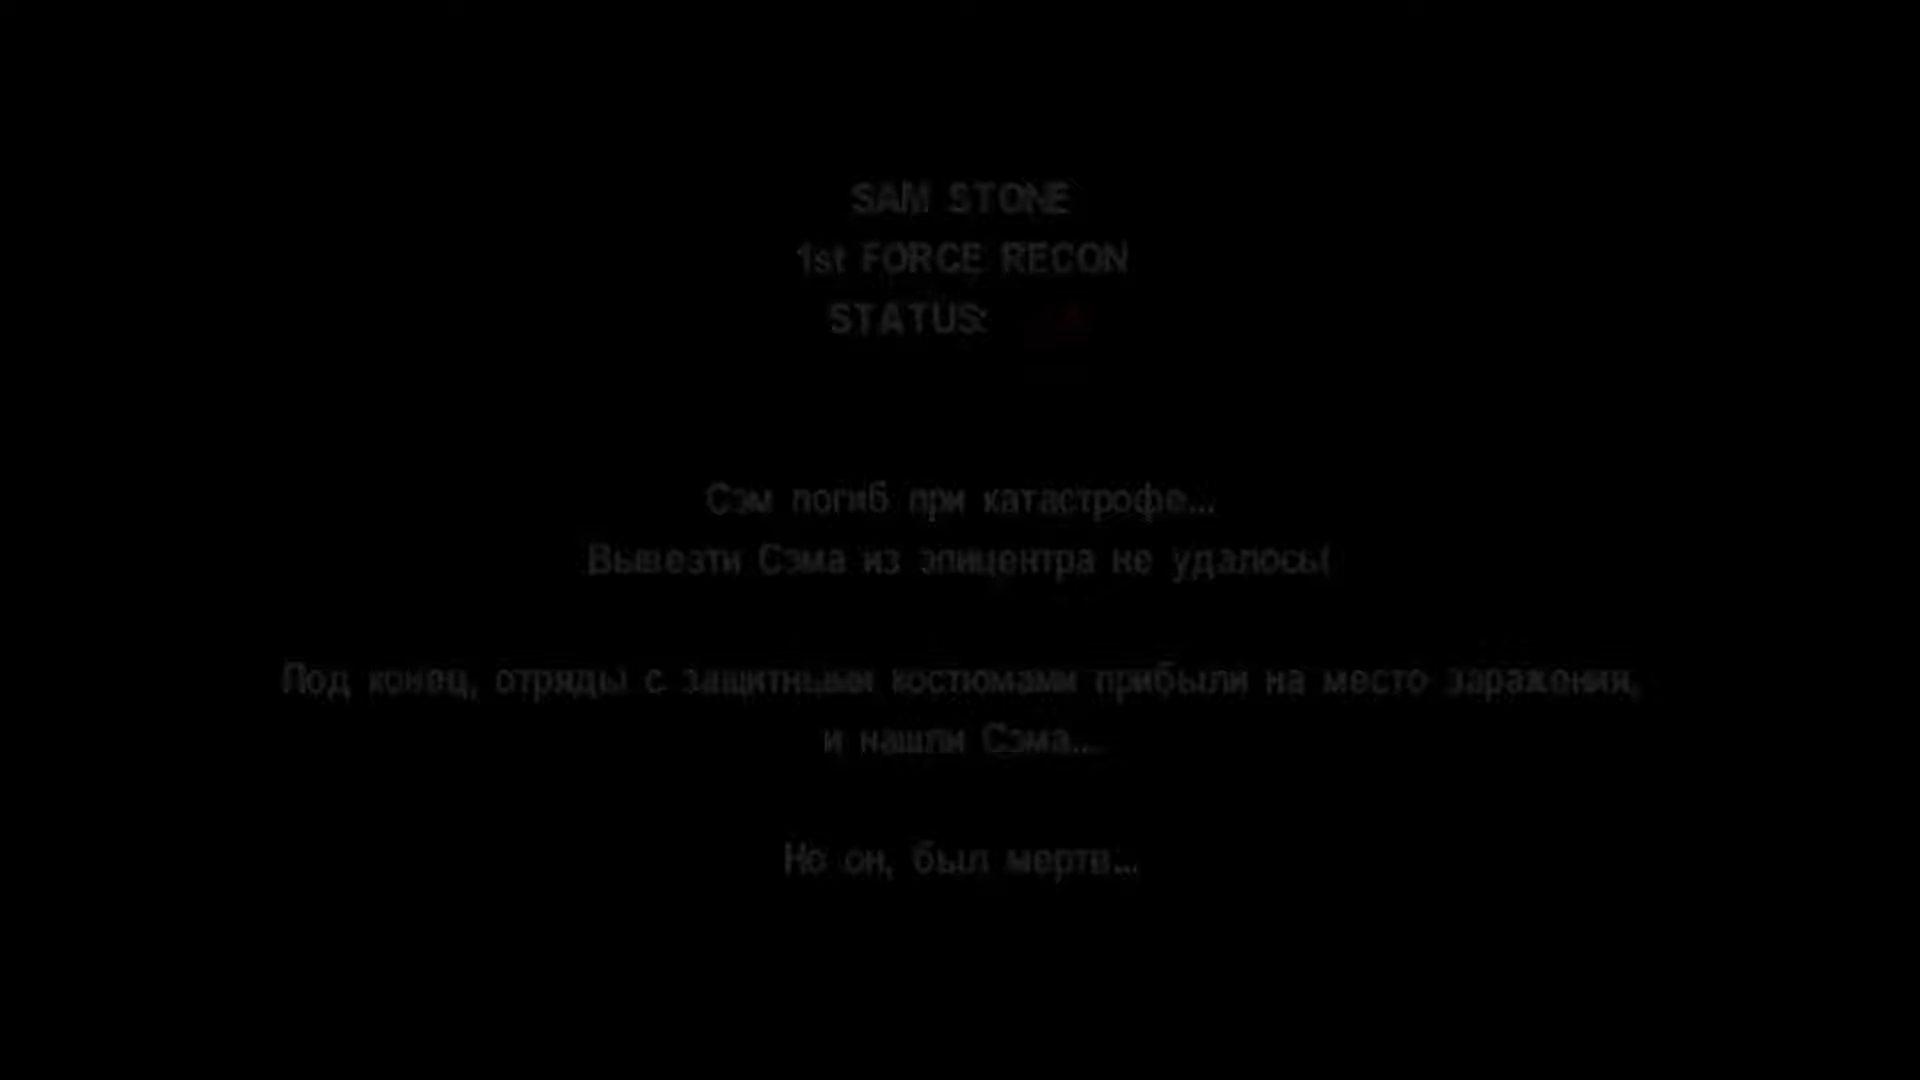 SAM STONE
1st FORCE RECON
STATUS:
Сэм погиб при катастрофе...
Вывезти Сэма из эпицентра не удалось(
Под конец, отряды с защитными костюмами прибыли на место заражения,
и нашли Сэма...
Но он, был мертв...